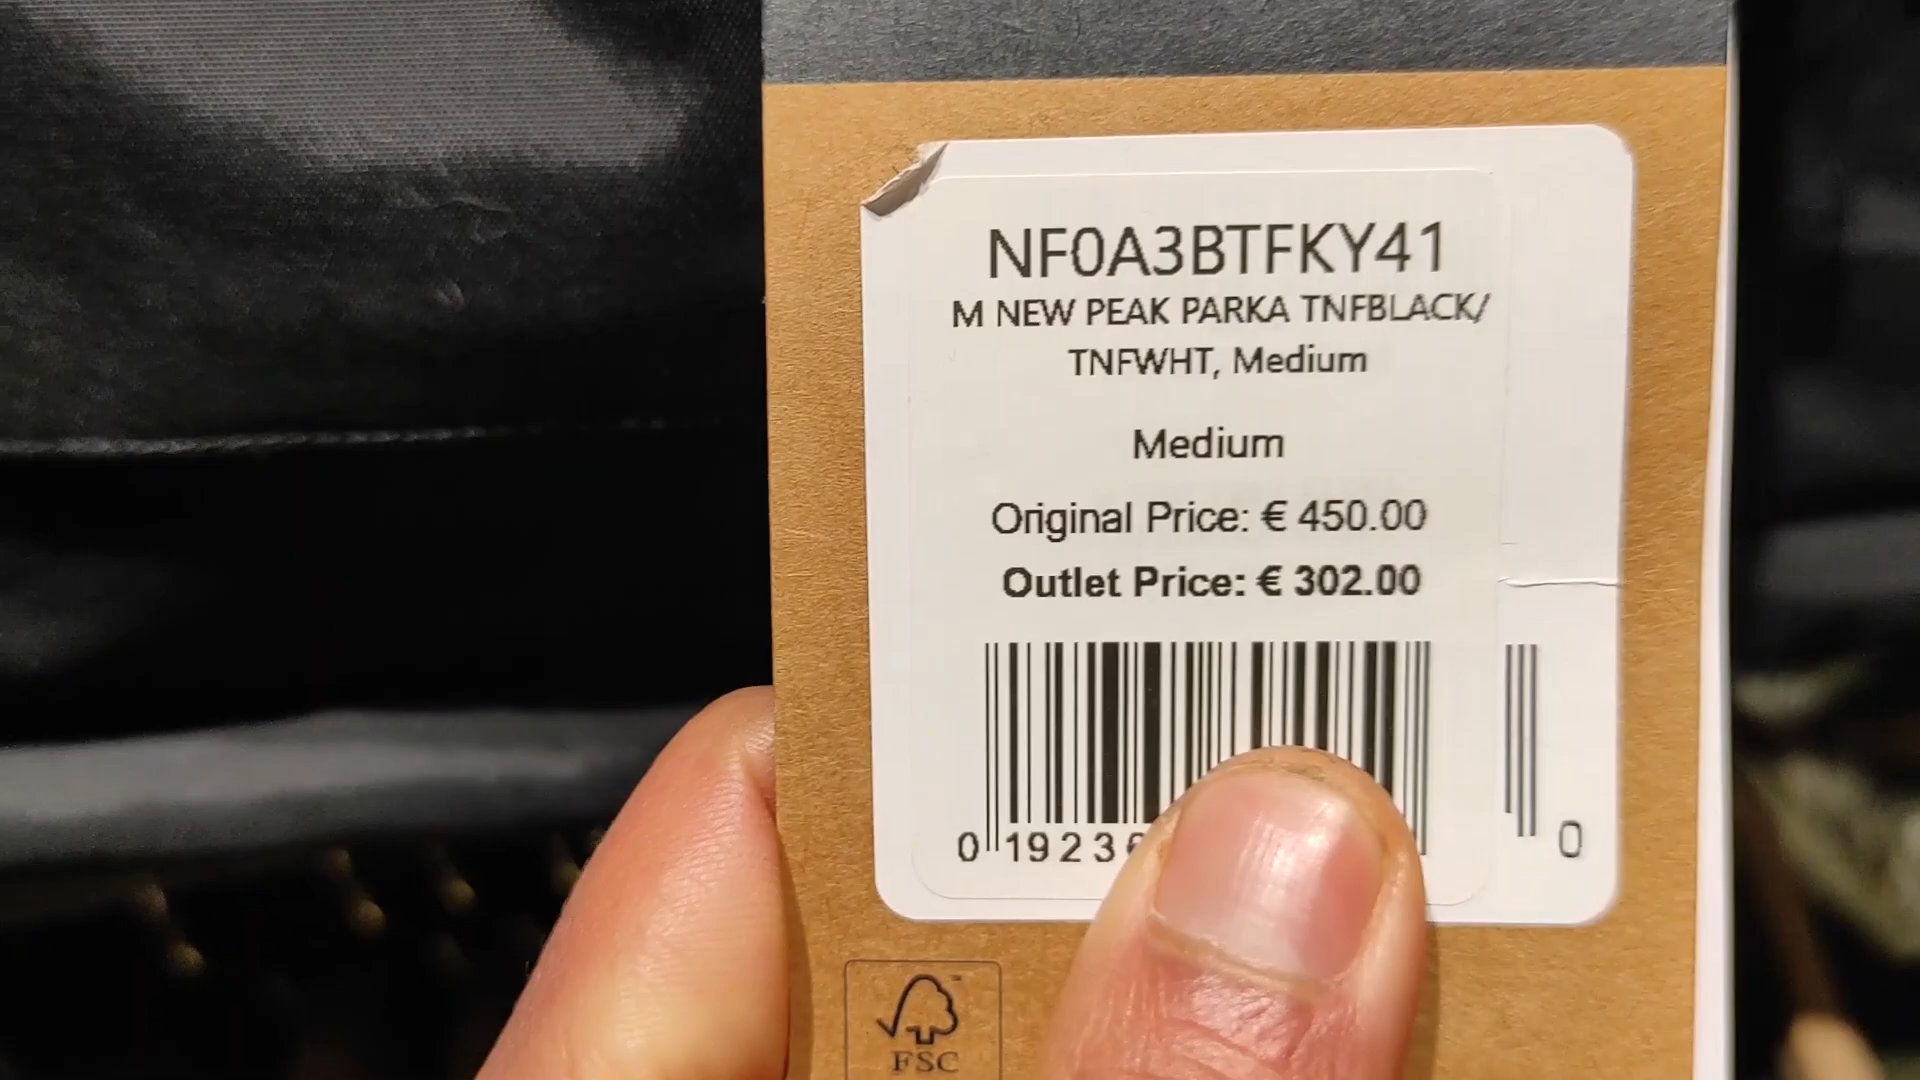 NF0A3BTFKY41
M NEW PEAK PARKA TNFBLACK/
TNFWHT, Medium
Medium
Original Price: € 450.00
Outlet Price: € 302.00
0 1923
0
FSC